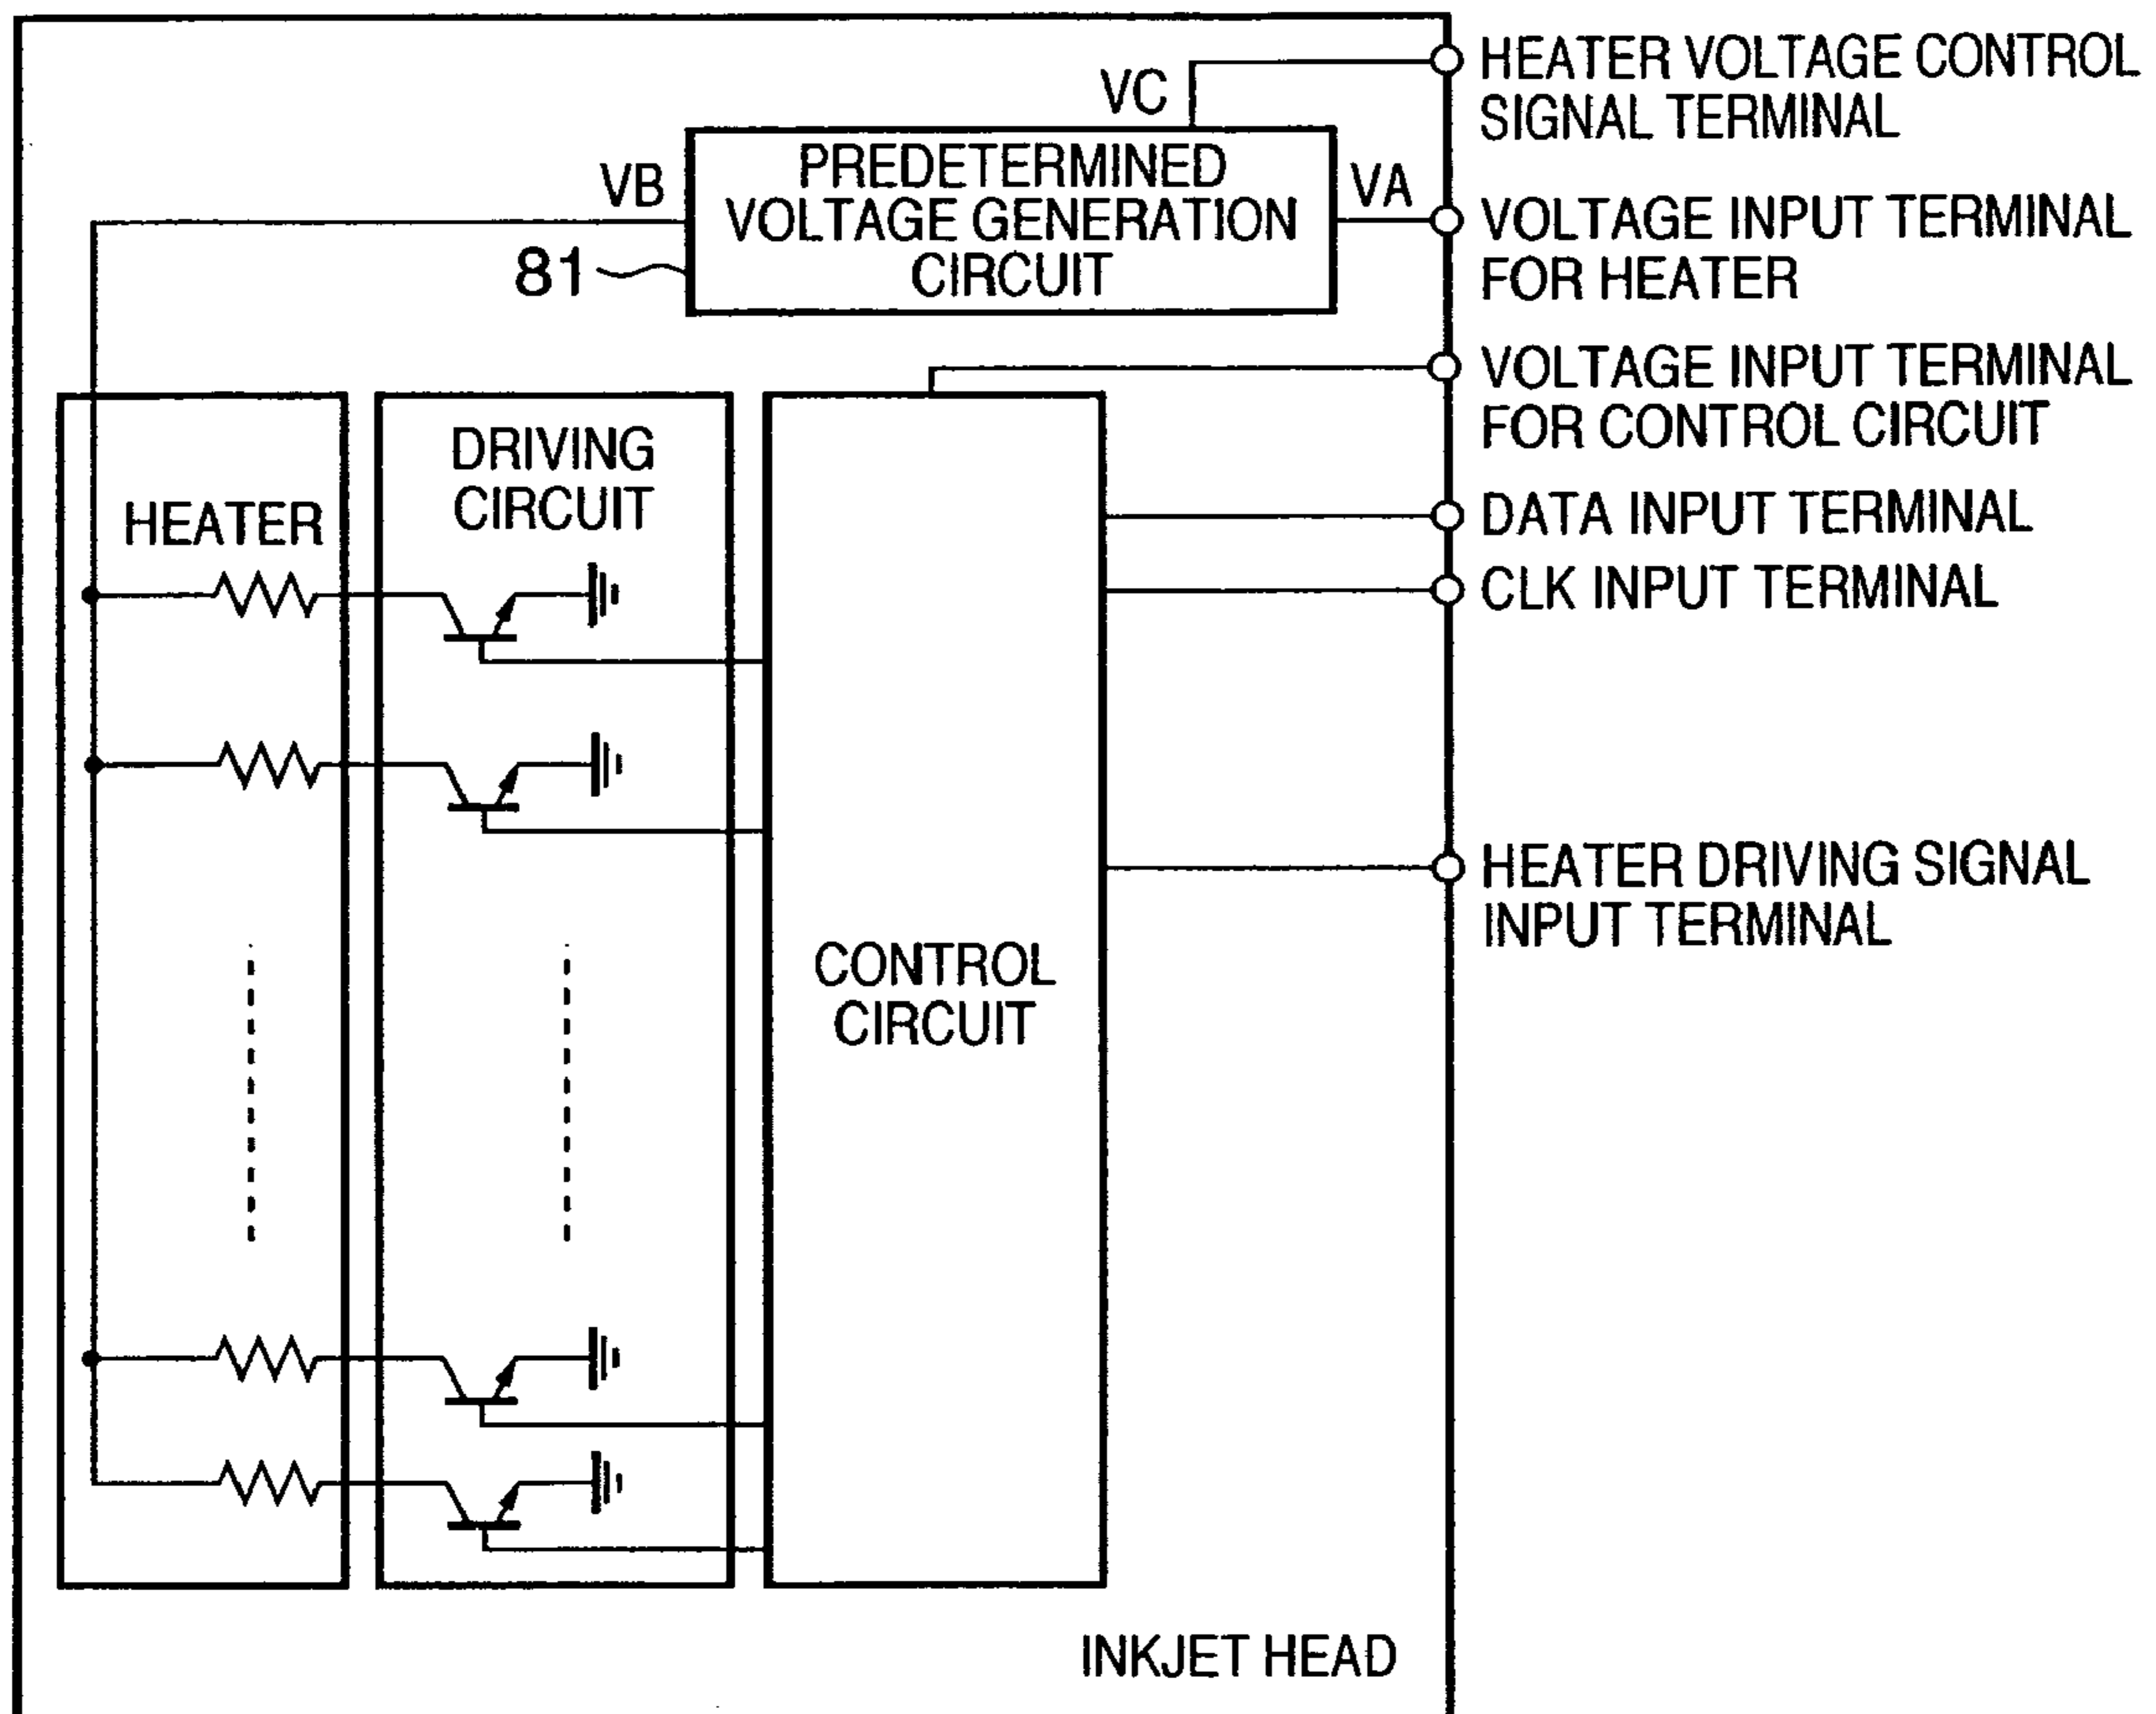 HEATER VOLTAGE CONTROL
SIGNAL TERMINAL
VC
PREDETERMINED
VOLTAGE GENERATION
CIRCUIT
VB
VA
81
VOLTAGE INPUT TERMINAL
FOR HEATER
VOLTAGE INPUT TERMINAL
FOR CONTROL CIRCUIT
DRIVING
CIRCUIT
HEATER
DATA INPUT TERMINAL
CLK INPUT TERMINAL
HEATER DRIVING SIGNAL
INPUT TERMINAL
CONTROL
CIRCUIT
INKJET HEAD